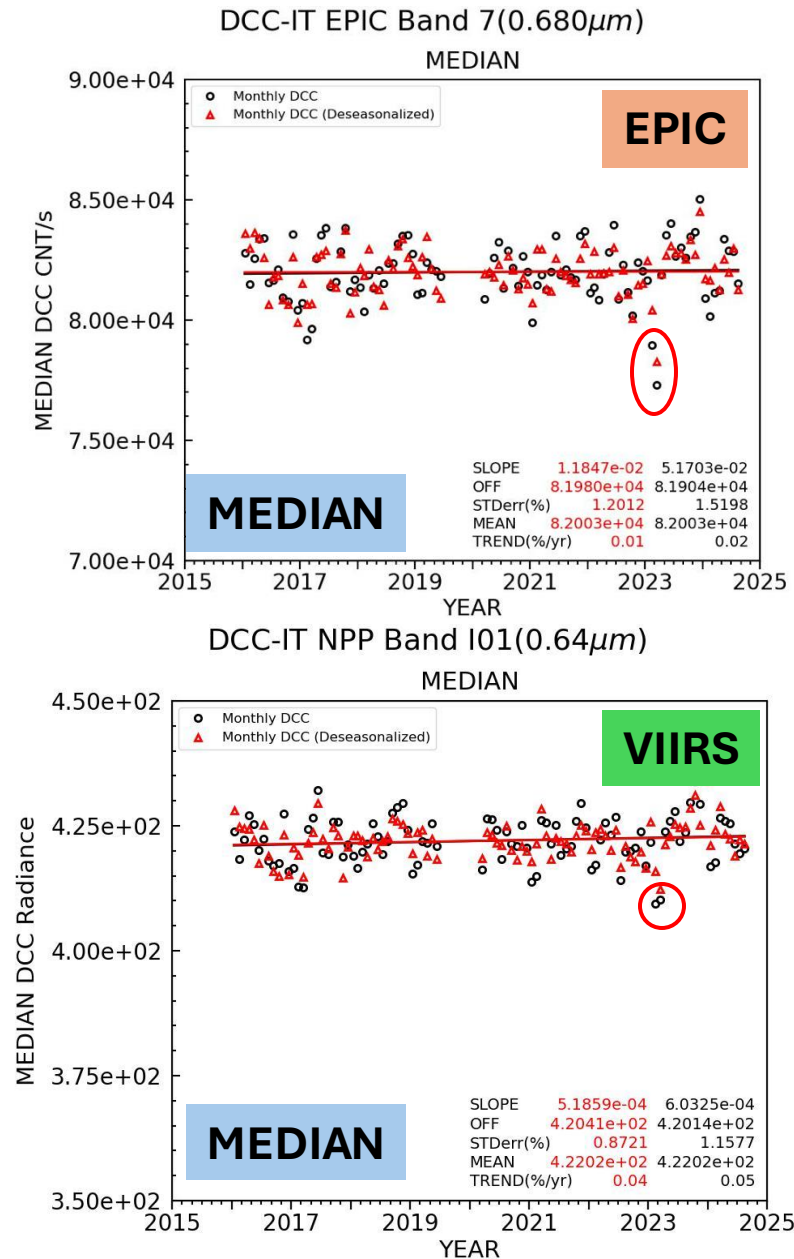 DCC-IT EPIC Band 7(0.680μm)
MEDIAN
9.00e+04
Monthly DCC
Monthly DCC (Deseasonalized)
EPIC
8.50e+04
8.00e+04
7.50e+04
7.00e+04
MEDIAN DCC CNT/s
MEDIAN
SLOPE 1.1847e-02 5.1703e-02
OFF 8.1980e+04 8.1904e+04
STDerr(%) 1.2012 1.5198
MEAN 8.2003e+04 8.2003e+04
TREND(%/yr) 0.01 0.02
2015 2017 2019 2021 2023 2025
YEAR
DCC-IT NPP Band I01(0.64μm)
MEDIAN
4.50e+02
Monthly DCC
Monthly DCC (Deseasonalized)
VIIRS
4.25e+02
4.00e+02
3.75e+02
3.50e+02
MEDIAN DCC Radiance
MEDIAN
SLOPE 5.1859e-04 6.0325e-04
OFF 4.2041e+02 4.2014e+02
STDerr(%) 0.8721 1.1577
MEAN 4.2202e+02 4.2202e+02
TREND(%/yr) 0.04 0.05
2015 2017 2019 2021 2023 2025
YEAR